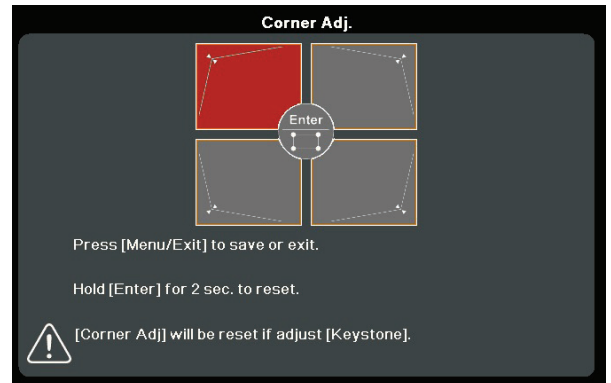 Corner Adj.
Enter
Press [Menu/Exit] to save or exit.
Hold [Enter] for 2 sec. to reset.
[Corner Adj] will be reset if adjust [Keystone].